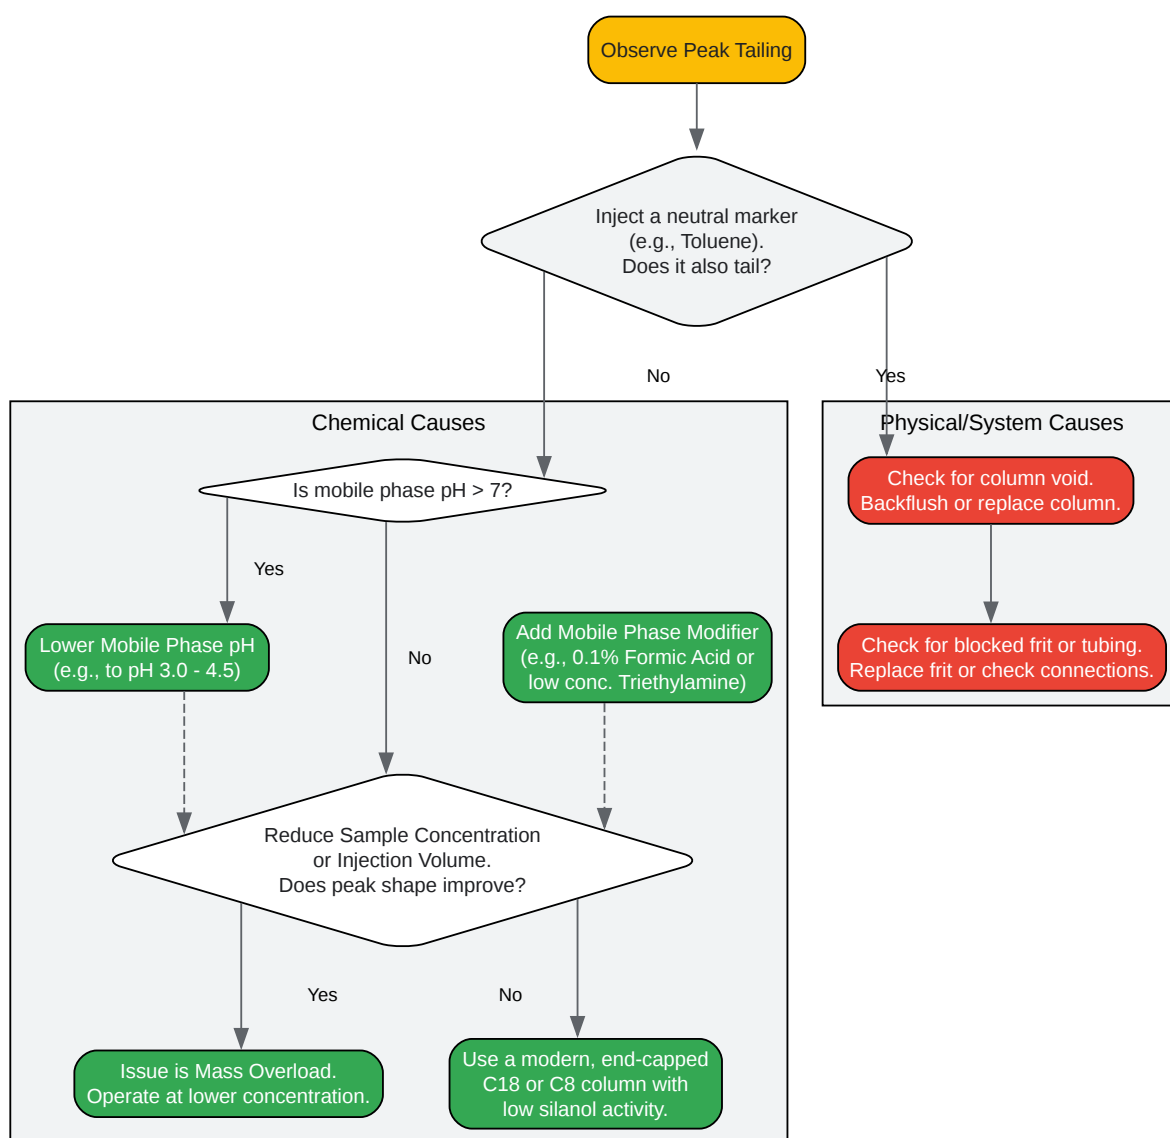 Observe Peak Tailing
Inject a neutral marker
(e.g., Toluene).
Does it also tail?
No
Yes
Chemical Causes
Physical/System Causes
Is mobile phase pH > 7?
Check for column void.
Backflush or replace column.
Yes
Lower Mobile Phase pH
(e.g., to pH 3.0 - 4.5)
No
Add Mobile Phase Modifier
(e.g., 0.1% Formic Acid or
low conc. Triethylamine)
Check for blocked frit or tubing.
Replace frit or check connections.
Reduce Sample Concentration
or Injection Volume.
Does peak shape improve?
Yes
No
Issue is Mass Overload.
Operate at lower concentration.
Use a modern, end-capped
C18 or C8 column with
low silanol activity.